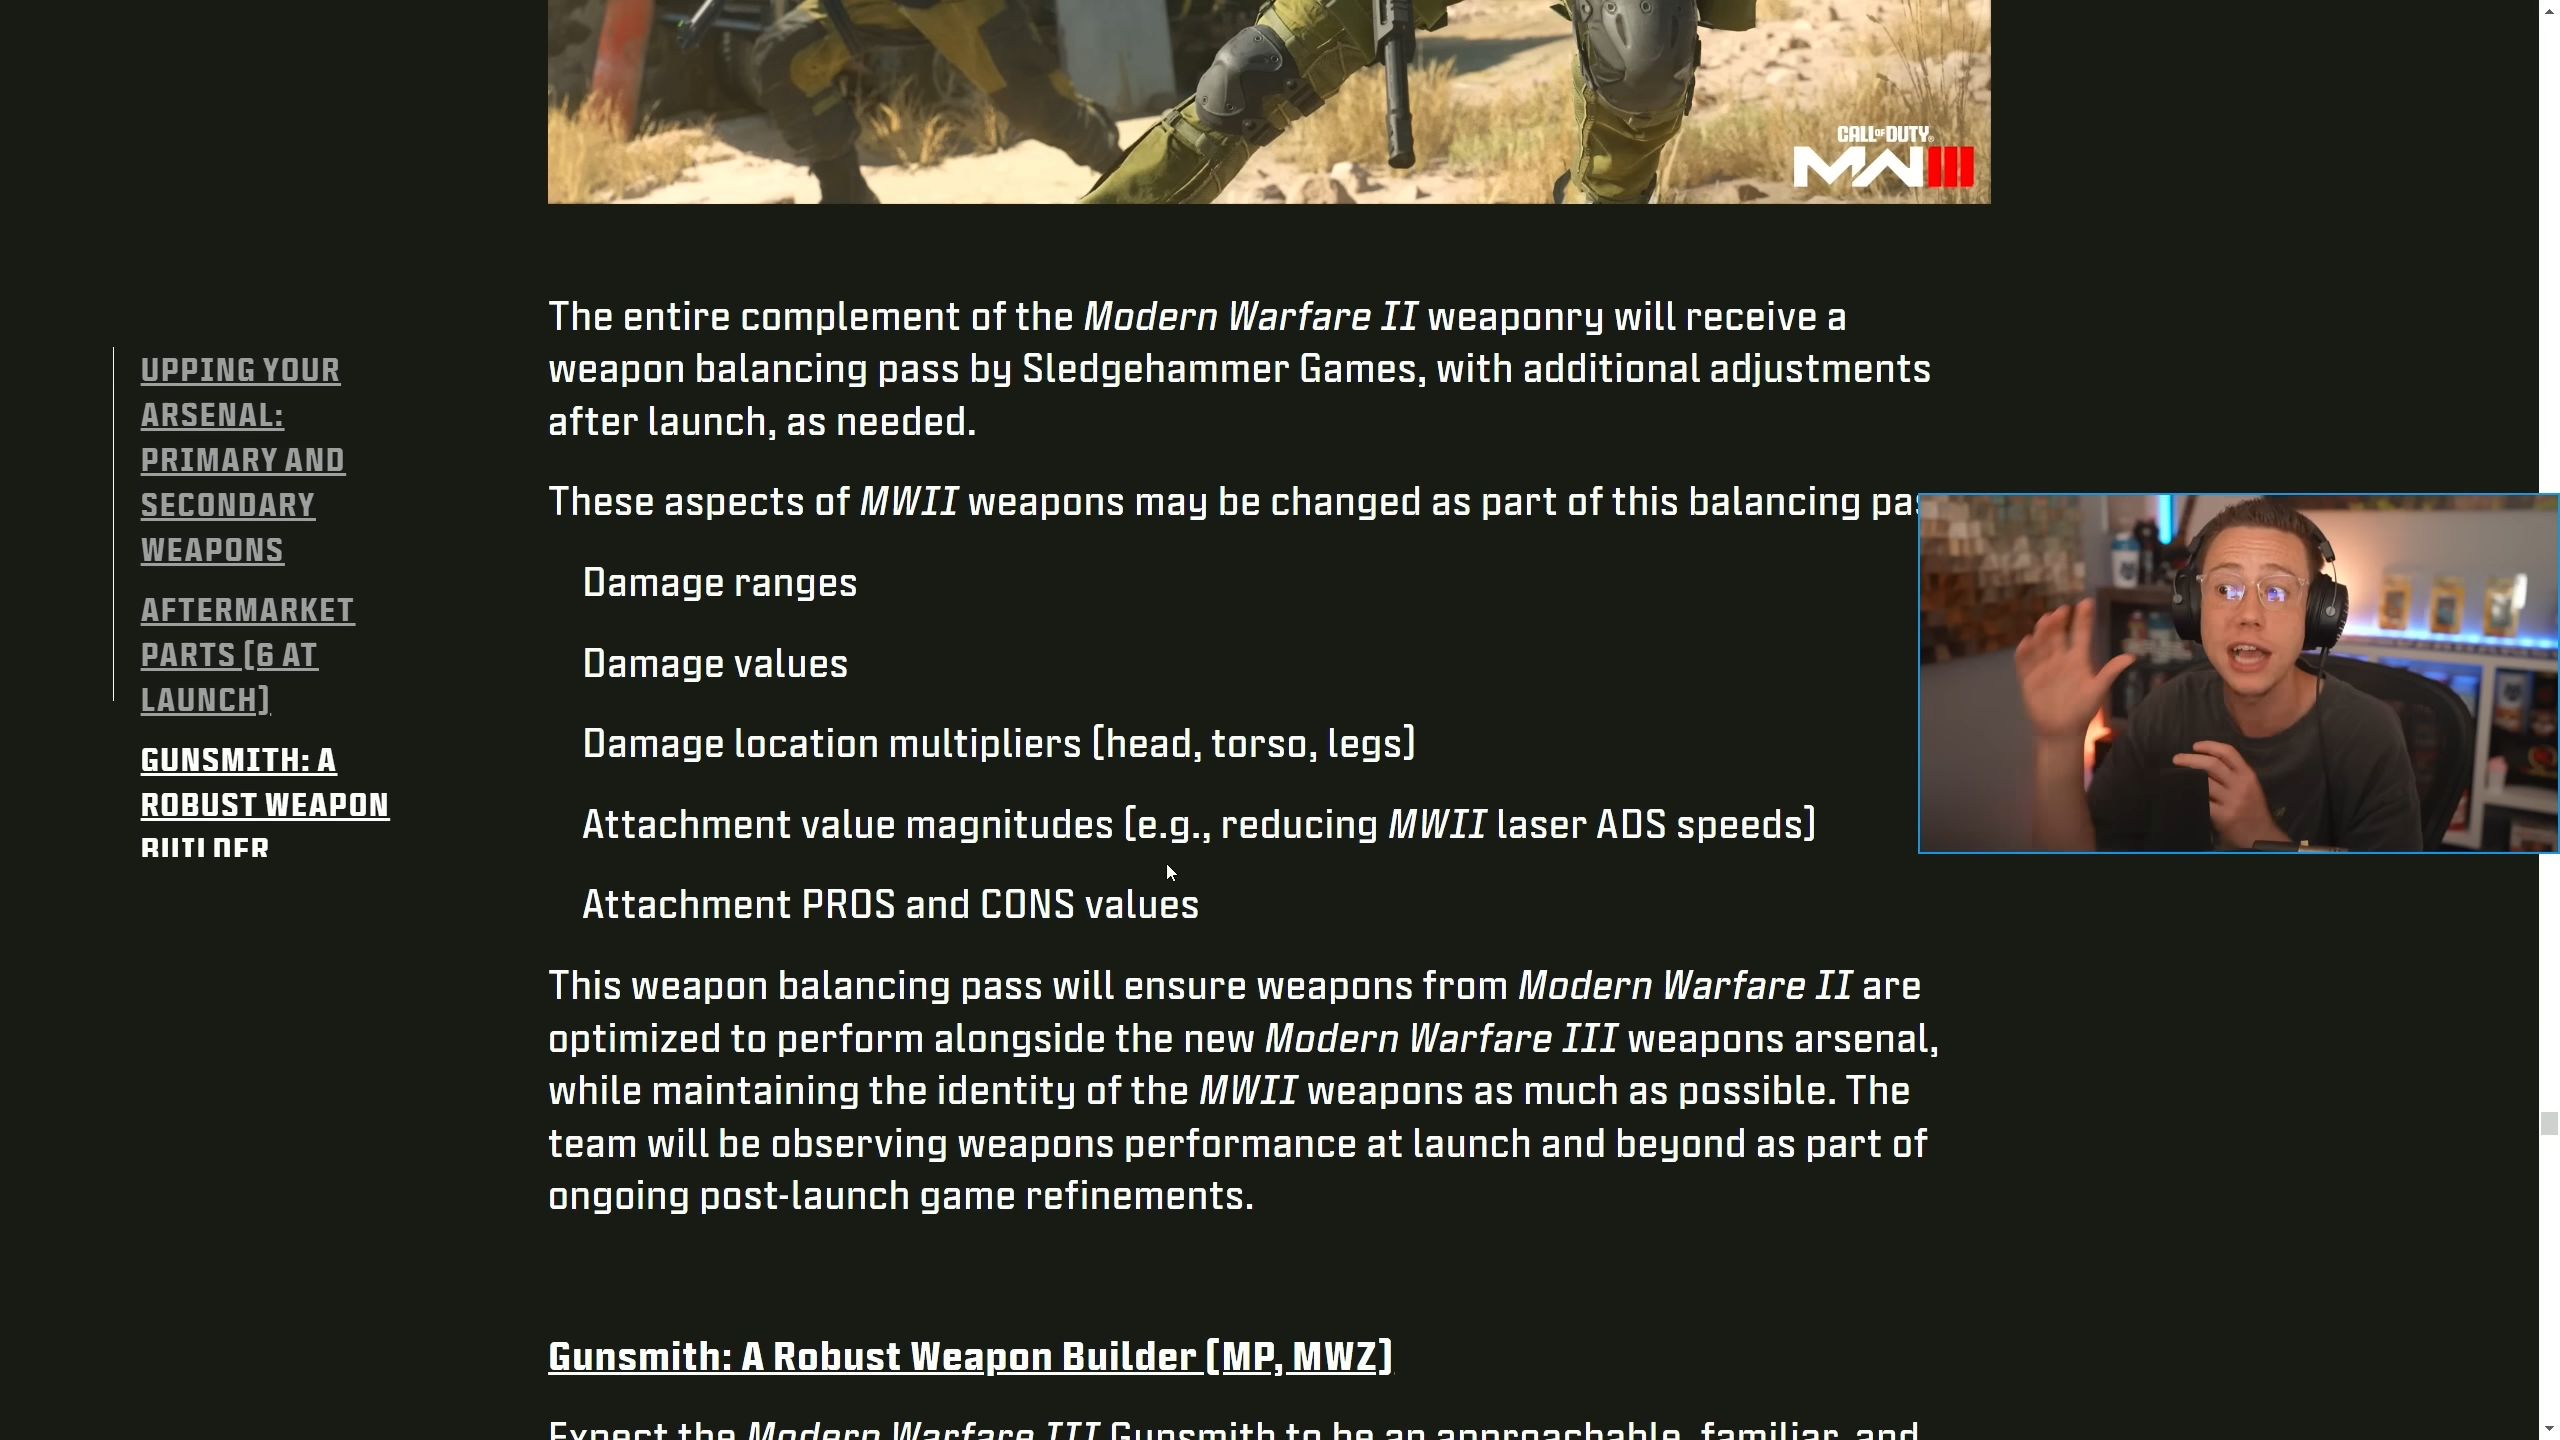 CALL OF DUTY
MWIII
The entire complement of the Modern Warfare II weaponry will receive a
weapon balancing pass by Sledgehammer Games, with additional adjustments
after launch, as needed.
These aspects of MWII weapons may be changed as part of this balancing
Damage ranges
Damage values
Damage location multipliers (head, torso, legs)
Attachment value magnitudes (e.g., reducing MWII laser ADS speeds)
Attachment PROS and CONS values
This weapon balancing pass will ensure weapons from Modern Warfare II are
optimized to perform alongside the new Modern Warfare III weapons arsenal,
while maintaining the identity of the MWII weapons as much as possible. The
team will be observing weapons performance at launch and beyond as part of
ongoing post-launch game refinements.
Gunsmith: A Robust Weapon Builder (MP, MWZ)
Expect the Modern Warfare III Gunsmith to be an approachable, familiar, and
UPPING YOUR
ARSENAL:
PRIMARY AND
SECONDARY
WEAPONS
AFTERMARKET
PARTS (6 AT
LAUNCH)
GUNSMITH: A
ROBUST WEAPON
BUILDER